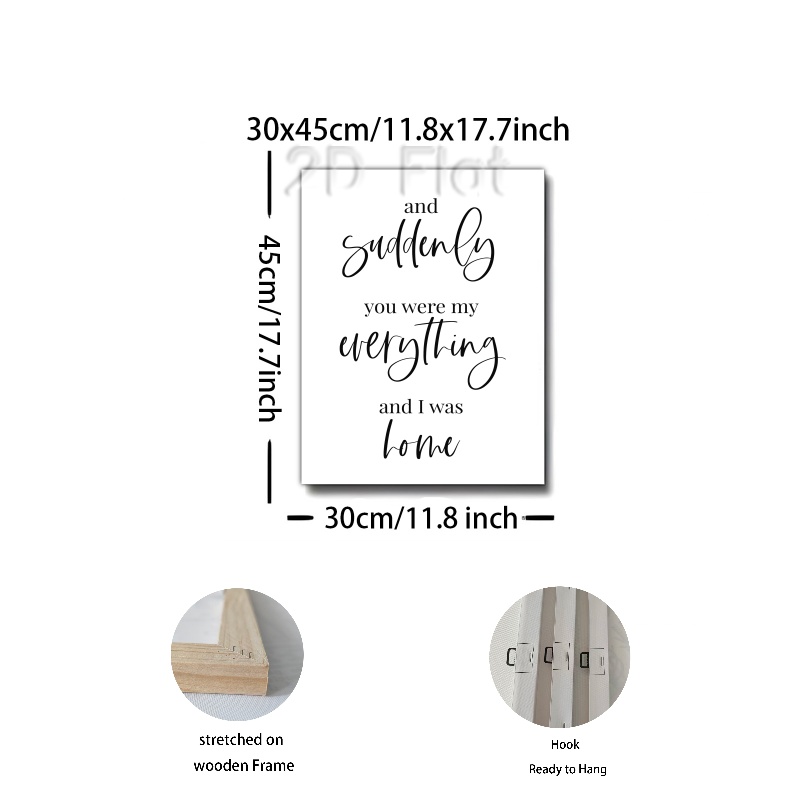 30x45cm/11.8x17.7inch
2D Flat
45cm/17.7inch
and
suddenly
you were my
everything
and I was
home
30cm/11.8 inch
stretched on
wooden Frame
Hook
Ready to Hang